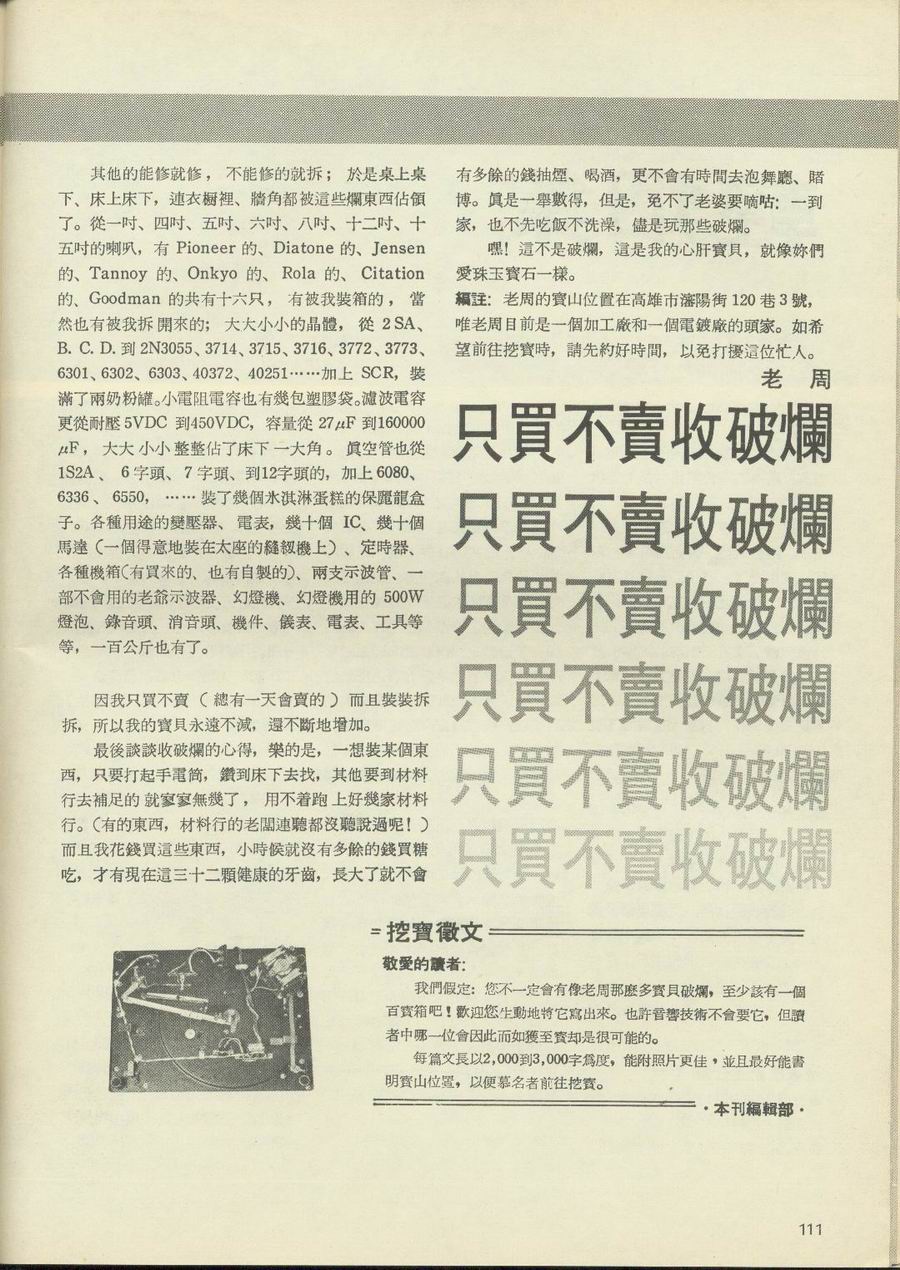 其他的能修就修，不能修的就拆；於是桌上桌
下、床上床下，連衣櫥裡、牆角都被這些爛東西佔領
了。從一吋、四吋、五吋、六吋、八吋、十二吋、十
五吋的喇叭，有 Pioneer 的、Diatone 的、Jensen
的、Tannoy 的、Onkyo 的、Rola 的、Citation
的、Goodman 的共有十六只，有被我裝箱的，當
然也有被我拆開來的；大大小小的晶體，從 2 SA、
B. C. D. 到 2N3055、3714、3715、3716、3772、3773、
6301、6302、6303、40372、40251……加上 SCR，裝
滿了兩奶粉罐。小電阻電容也有幾包塑膠袋。濾波電容
更從耐壓 5VDC 到450VDC，容量從 27μF 到160000
μF，大大小小整整佔了床下一大角。眞空管也從
1S2A、6 字頭、7 字頭、到12字頭的，加上 6080、
6336、6550，……裝了幾個氷淇淋蛋糕的保麗龍盒
子。各種用途的變壓器、電表，幾十個 IC、幾十個
馬達（一個得意地裝在太座的縫紉機上）、定時器、
各種機箱(有買來的、也有自製的)、兩支示波管、一
部不會用的老爺示波器、幻燈機、幻燈機用的 500W
燈泡、錄音頭、消音頭、機件、儀表、電表、工具等
等，一百公斤也有了。
因我只買不賣（總有一天會賣的）而且裝裝拆
拆，所以我的寶貝永遠不減，還不斷地增加。
最後談談收破爛的心得，樂的是，一想裝某個東
西，只要打起手電筒，鑽到床下去找，其他要到材料
行去補足的就寥寥無幾了，用不着跑上好幾家材料
行。(有的東西，材料行的老闆連聽都沒聽說過呢！)
而且我花錢買這些東西，小時候就沒有多餘的錢買糖
吃，才有現在這三十二顆健康的牙齒，長大了就不會
有多餘的錢抽煙、喝酒，更不會有時間去泡舞廳、賭
博。眞是一舉數得，但是，免不了老婆要嘀咕：一到
家，也不先吃飯不洗澡，儘是玩那些破爛。
嘿！這不是破爛，這是我的心肝寶貝，就像妳們
愛珠玉寶石一樣。
編註：老周的寶山位置在高雄市瀋陽街 120 巷 3 號，
唯老周目前是一個加工廠和一個電鍍廠的頭家。如希
望前往挖寶時，請先約好時間，以免打擾這位忙人。
老　周
只買不賣收破爛
只買不賣收破爛
只買不賣收破爛
只買不賣收破爛
只買不賣收破爛
只買不賣收破爛
挖寶徵文
敬愛的讀者：
我們假定：您不一定會有像老周那麽多寶貝破爛，至少該有一個
百寶箱吧！歡迎您生動地將它寫出來。也許音響技術不會要它，但讀
者中哪一位會因此而如獲至寶却是很可能的。
每篇文長以2,000到3,000字爲度，能附照片更佳，並且最好能書
明寶山位置，以便慕名者前往挖寶。
・本刊編輯部・
111